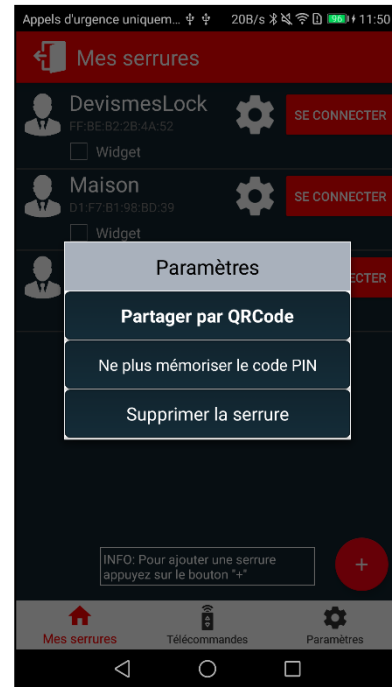 Appels d'urgence uniquem... 20B/s 96 11:50
Mes serrures
DevismesLock
FF:BE:B2:2B:4A:52
SE CONNECTER
Widget
Maison
D1:F7:B1:98:BD:39
SE CONNECTER
Widget
Paramètres
Partager par QRCode
Ne plus mémoriser le code PIN
Supprimer la serrure
INFO: Pour ajouter une serrure
appuyez sur le bouton "+"
+
Mes serrures Télécommandes Paramètres